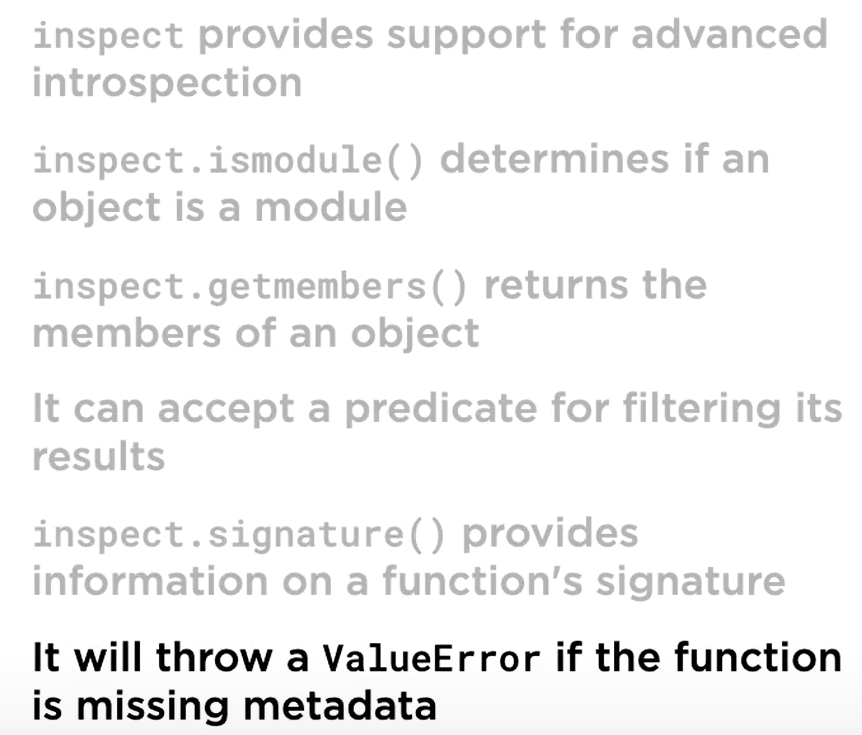 inspect provides support for advanced
introspection
inspect.ismodule() determines if an
object is a module
inspect.getmembers() returns the
members of an object
It can accept a predicate for filtering its
results
inspect.signature() provides
information on a function's signature
It will throw a ValueError if the function
is missing metadata